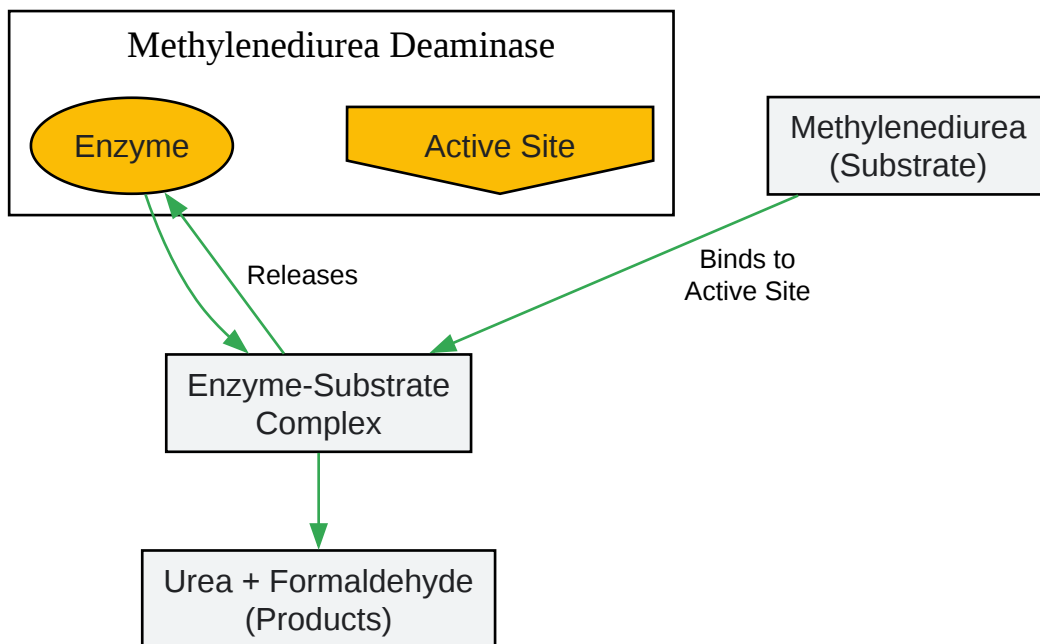 Methylenediurea Deaminase
Enzyme
Active Site
Methylenediurea
(Substrate)
Releases
Binds to
Active Site
Enzyme-Substrate
Complex
Urea + Formaldehyde
(Products)